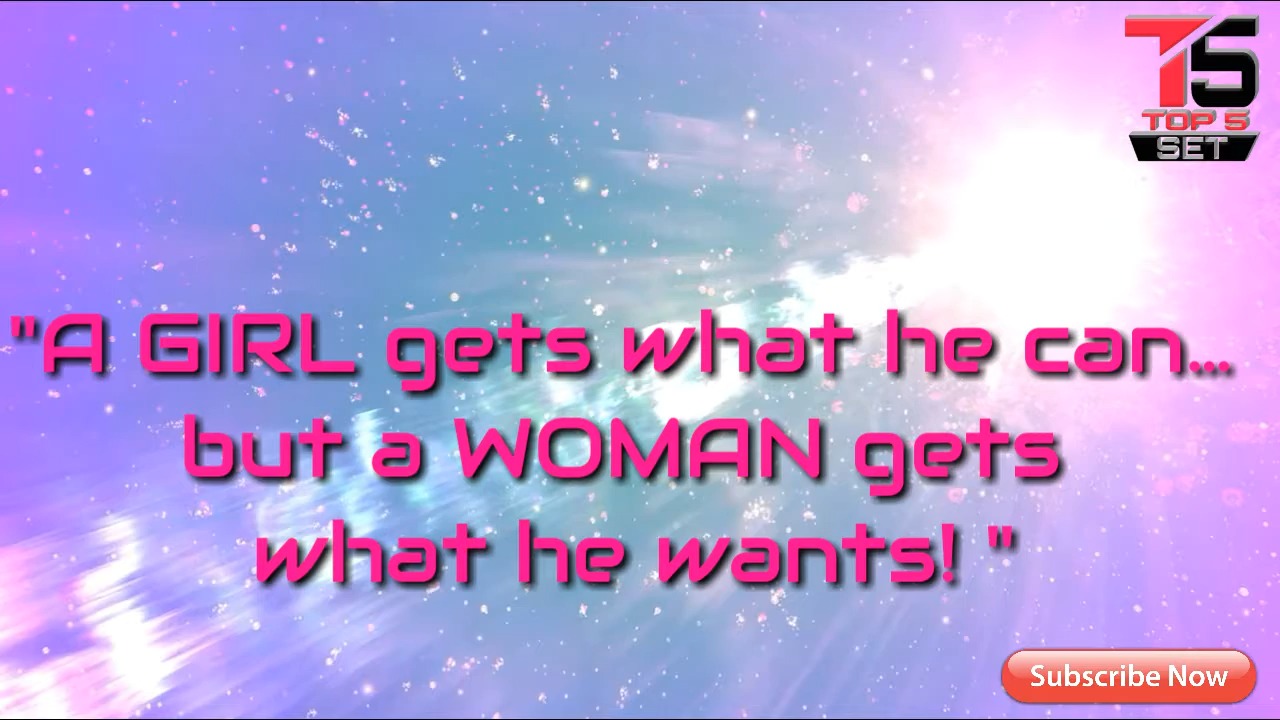 T5
TOP 5
SET
"A GIRL gets what he can...
but a WOMAN gets
what he wants! "
Subscribe Now